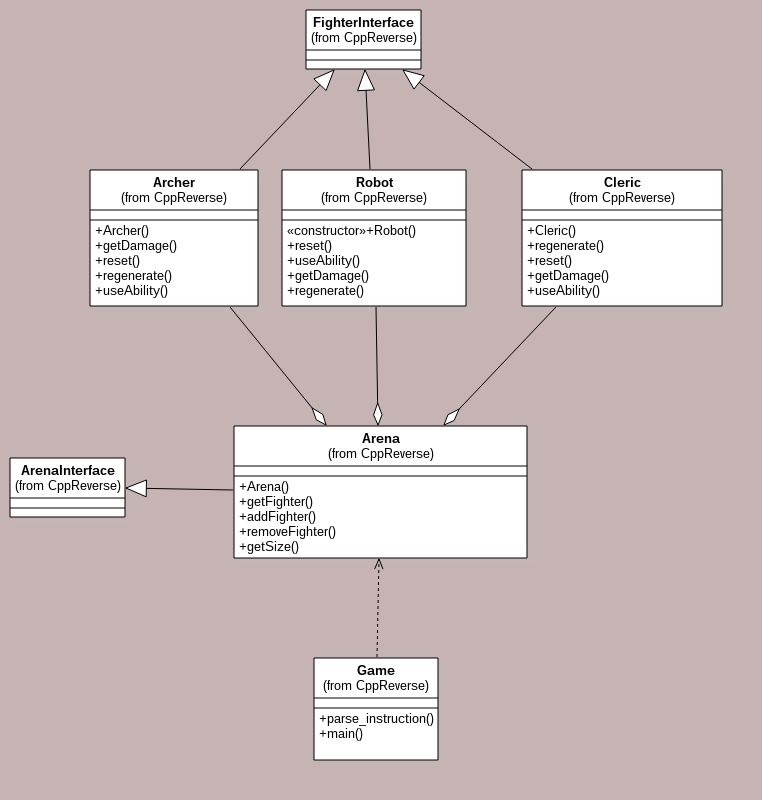 FighterInterface
(from CppReverse)
Archer
(from CppReverse)
+Archer()
+getDamage()
+reset()
+regenerate()
+useAbility()
Robot
(from CppReverse)
«constructor»+Robot()
+reset()
+useAbility()
+getDamage()
+regenerate()
Cleric
(from CppReverse)
+Cleric()
+regenerate()
+reset()
+getDamage()
+useAbility()
ArenaInterface
(from CppReverse)
Arena
(from CppReverse)
+Arena()
+getFighter()
+addFighter()
+removeFighter()
+getSize()
Game
(from CppReverse)
+parse_instruction()
+main()